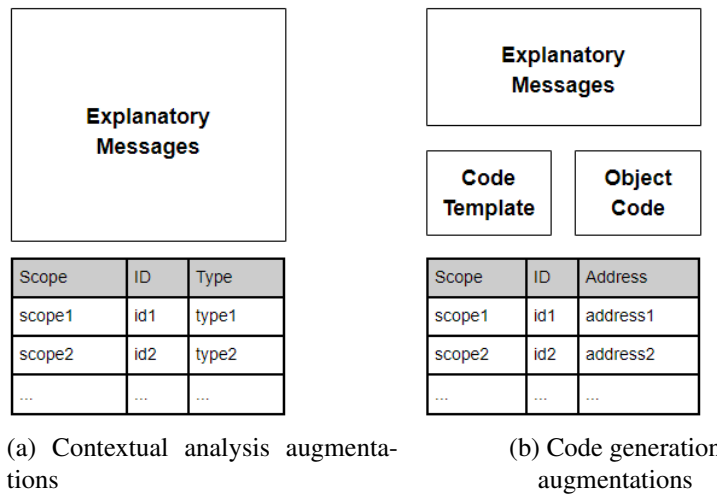 Explanatory
Messages
Scope ID Type
scope1 id1 type1
scope2 id2 type2
... ... ...
(a) Contextual analysis augmenta-
tions
Explanatory
Messages
Code
Template
Object
Code
Scope ID Address
scope1 id1 address1
scope2 id2 address2
... ... ...
(b) Code generation
augmentations